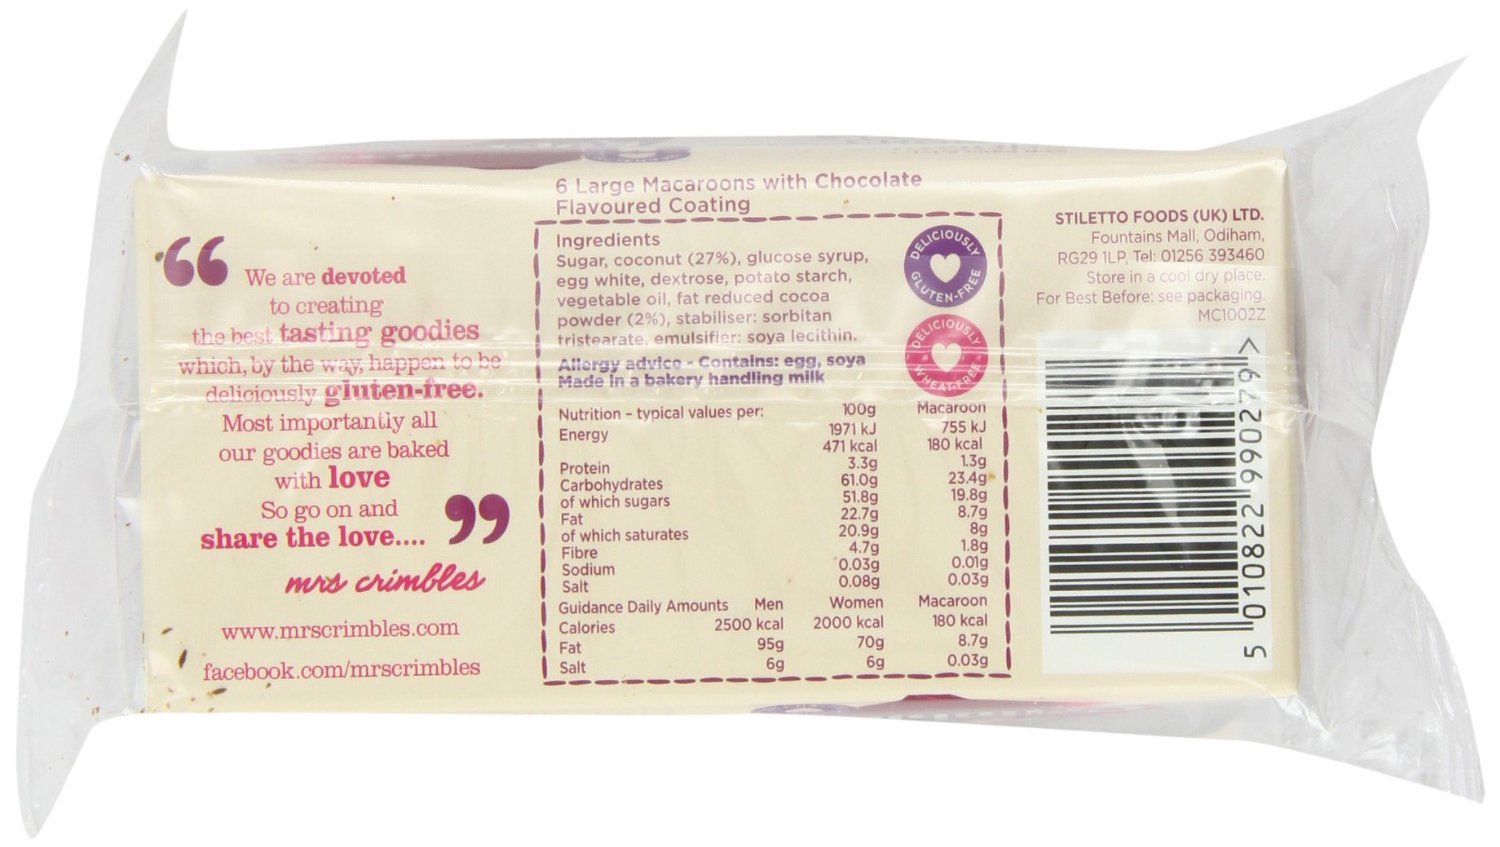 “ We are devoted
to creating
the best tasting goodies
which, by the way, happen to be
deliciously gluten-free.
Most importantly all
our goodies are baked
with love
So go on and
share the love.... ”
mrs crimbles
www.mrscrimbles.com
facebook.com/mrscrimbles
6 Large Macaroons with Chocolate
Flavoured Coating
Ingredients
Sugar, coconut (27%), glucose syrup,
egg white, dextrose, potato starch,
vegetable oil, fat reduced cocoa
powder (2%), stabiliser: sorbitan
tristearate, emulsifier: soya lecithin.
Allergy advice - Contains: egg, soya
Made in a bakery handling milk
DELICIOUSLY
GLUTEN-FREE
DELICIOUSLY
WHEAT-FREE
Nutrition - typical values per: 100g Macaroon
Energy 1971 kJ 755 kJ
471 kcal 180 kcal
Protein 3.3g 1.3g
Carbohydrates 61.0g 23.4g
of which sugars 51.8g 19.8g
Fat 22.7g 8.7g
of which saturates 20.9g 8g
Fibre 4.7g 1.8g
Sodium 0.03g 0.01g
Salt 0.08g 0.03g
Guidance Daily Amounts Men Women Macaroon
Calories 2500 kcal 2000 kcal 180 kcal
Fat 95g 70g 8.7g
Salt 6g 6g 0.03g
STILETTO FOODS (UK) LTD.
Fountains Mall, Odiham,
RG29 1LP, Tel: 01256 393460
Store in a cool dry place.
For Best Before: see packaging.
MC1002Z
5 010822 990279 >